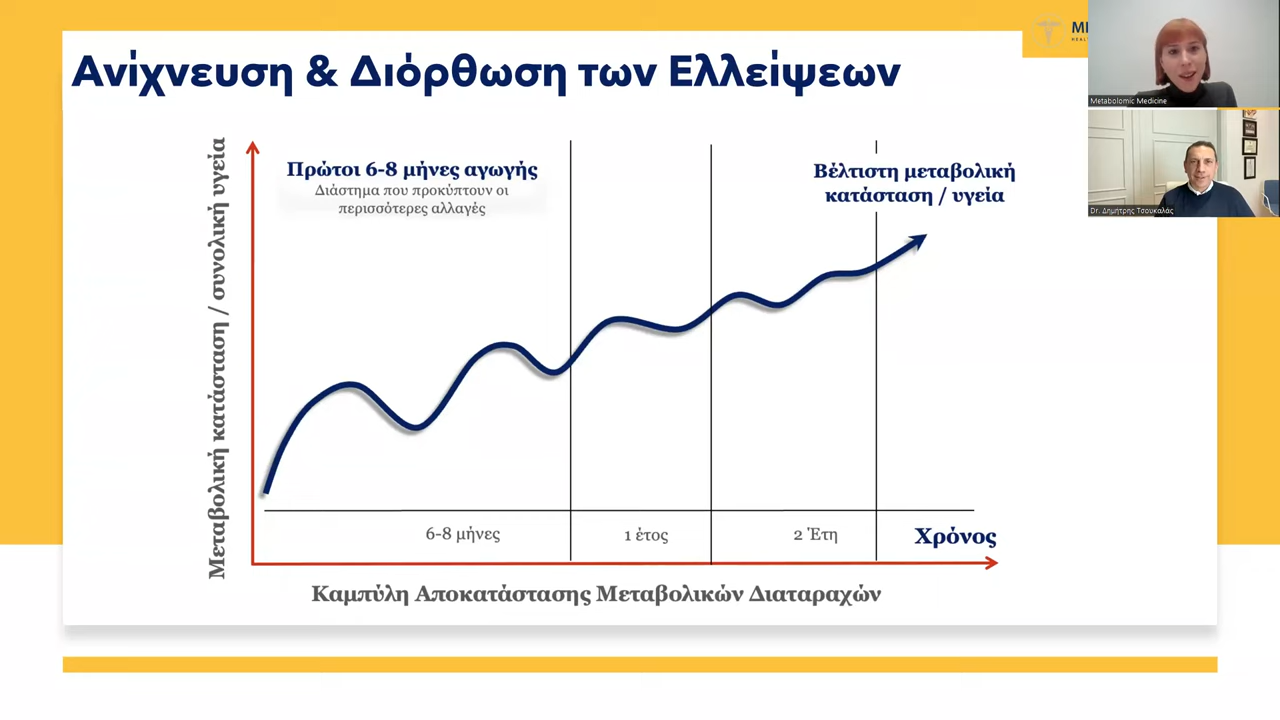 Ανίχνευση & Διόρθωση των Ελλείψεων
Metabolomic Medicine
Dr. Δημήτρης Τσουκαλάς
Πρώτοι 6-8 μήνες αγωγής
Διάστημα που προκύπτουν οι
περισσότερες αλλαγές
Βέλτιστη μεταβολική
κατάσταση / υγεία
Μεταβολική κατάσταση / συνολική υγεία
6-8 μήνες
1 έτος
2 Έτη
Χρόνος
Καμπύλη Αποκατάστασης Μεταβολικών Διαταραχών